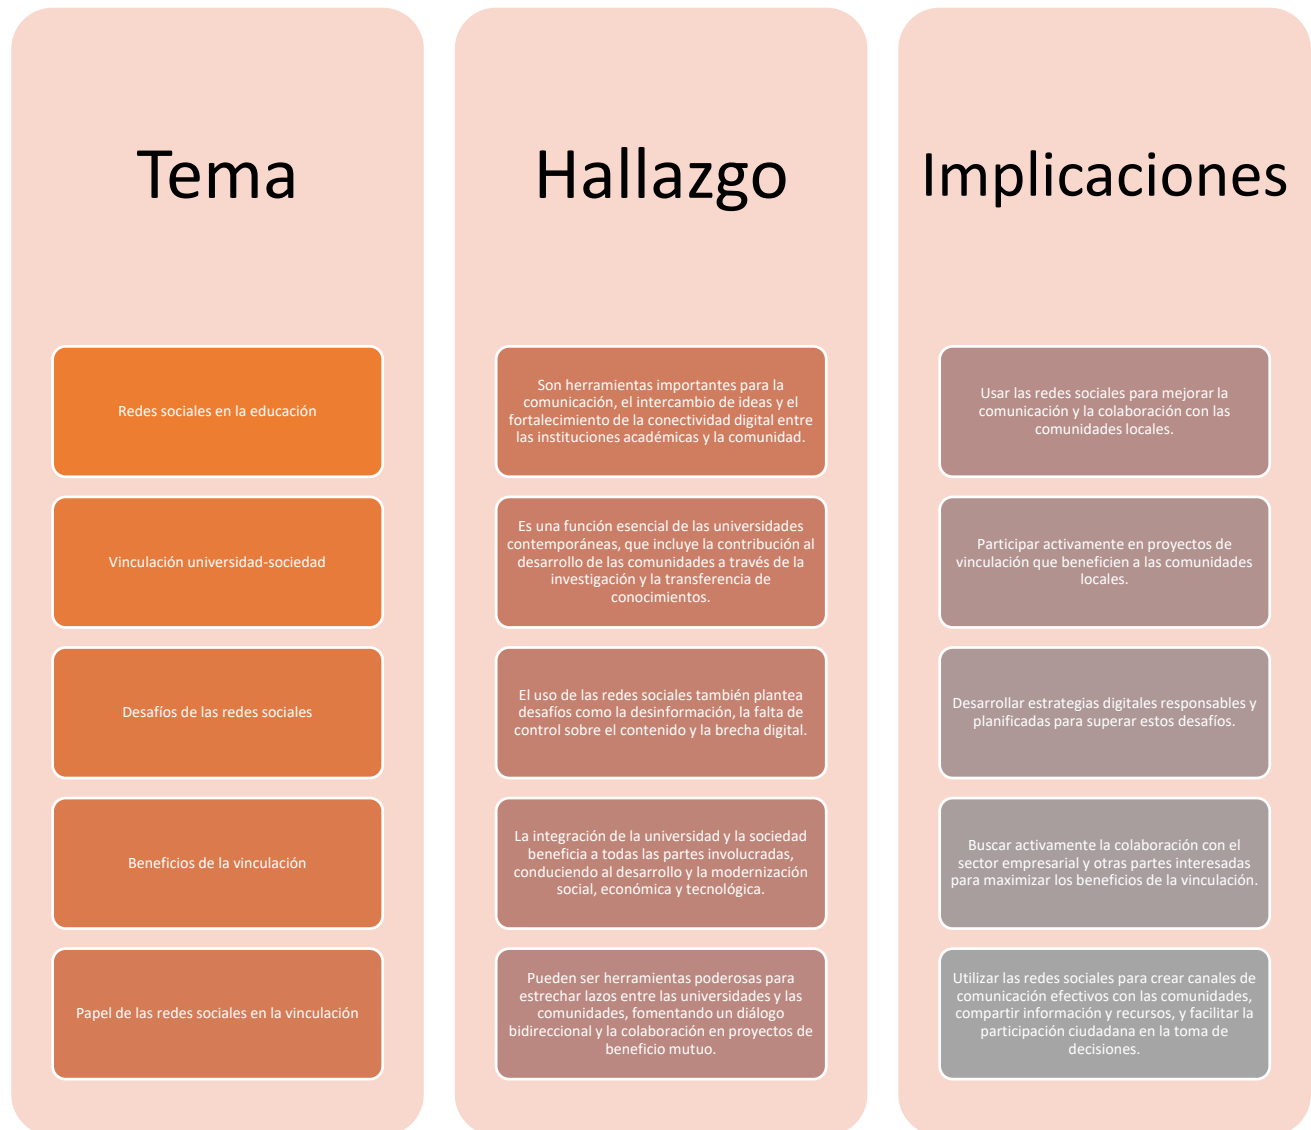 Tema
Hallazgo
Implicaciones
Redes sociales en la educación
Son herramientas importantes para la
comunicación, el intercambio de ideas y el
fortalecimiento de la conectividad digital entre
las instituciones académicas y la comunidad.
Usar las redes sociales para mejorar la
comunicación y la colaboración con las
comunidades locales.
Vinculación universidad-sociedad
Es una función esencial de las universidades
contemporáneas, que incluye la contribución al
desarrollo de las comunidades a través de la
investigación y la transferencia de
conocimientos.
Participar activamente en proyectos de
vinculación que beneficien a las comunidades
locales.
Desafíos de las redes sociales
El uso de las redes sociales también plantea
desafíos como la desinformación, la falta de
control sobre el contenido y la brecha digital.
Desarrollar estrategias digitales responsables y
planificadas para superar estos desafíos.
Beneficios de la vinculación
La integración de la universidad y la sociedad
beneficia a todas las partes involucradas,
conduciendo al desarrollo y la modernización
social, económica y tecnológica.
Buscar activamente la colaboración con el
sector empresarial y otras partes interesadas
para maximizar los beneficios de la vinculación.
Papel de las redes sociales en la vinculación
Pueden ser herramientas poderosas para
estrechar lazos entre las universidades y las
comunidades, fomentando un diálogo
bidireccional y la colaboración en proyectos de
beneficio mutuo.
Utilizar las redes sociales para crear canales de
comunicación efectivos con las comunidades,
compartir información y recursos, y facilitar la
participación ciudadana en la toma de
decisiones.